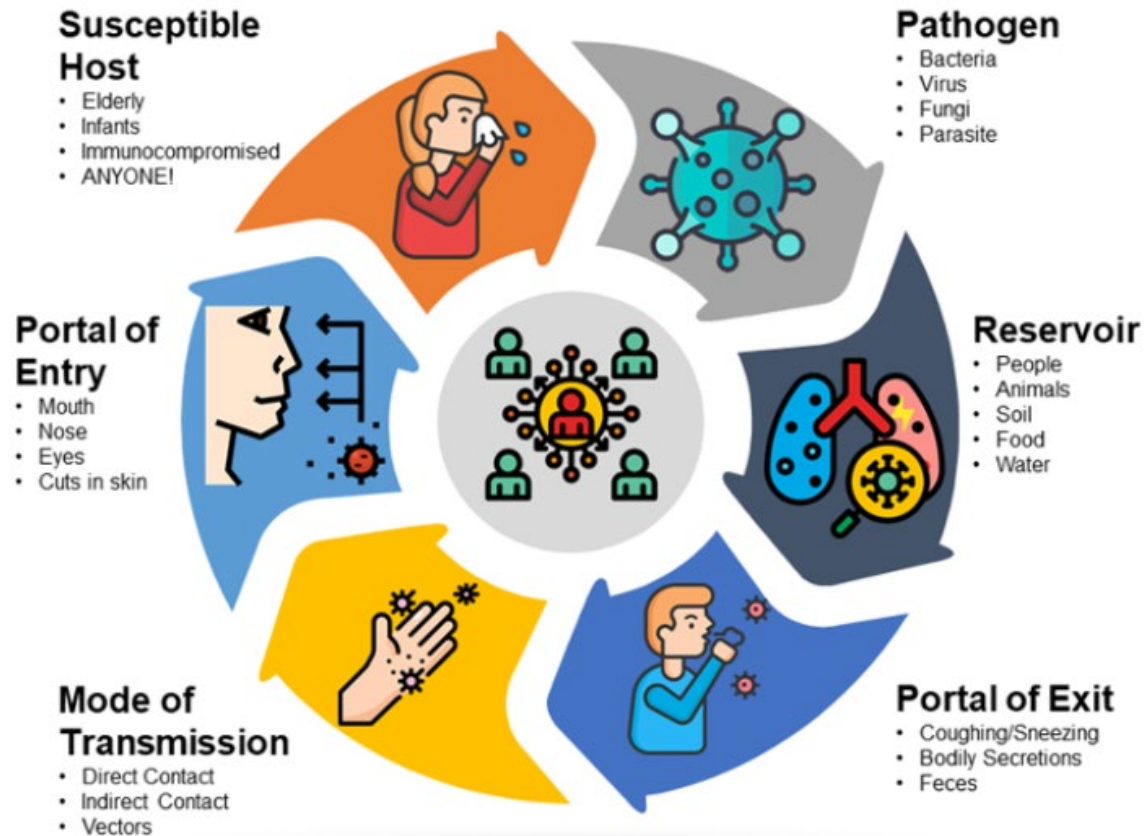 Susceptible
Host
• Elderly
• Infants
• Immunocompromised
• ANYONE!
Pathogen
• Bacteria
• Virus
• Fungi
• Parasite
Reservoir
• People
• Animals
• Soil
• Food
• Water
Portal of Exit
• Coughing/Sneezing
• Bodily Secretions
• Feces
Mode of
Transmission
• Direct Contact
• Indirect Contact
• Vectors
Portal of
Entry
• Mouth
• Nose
• Eyes
• Cuts in skin